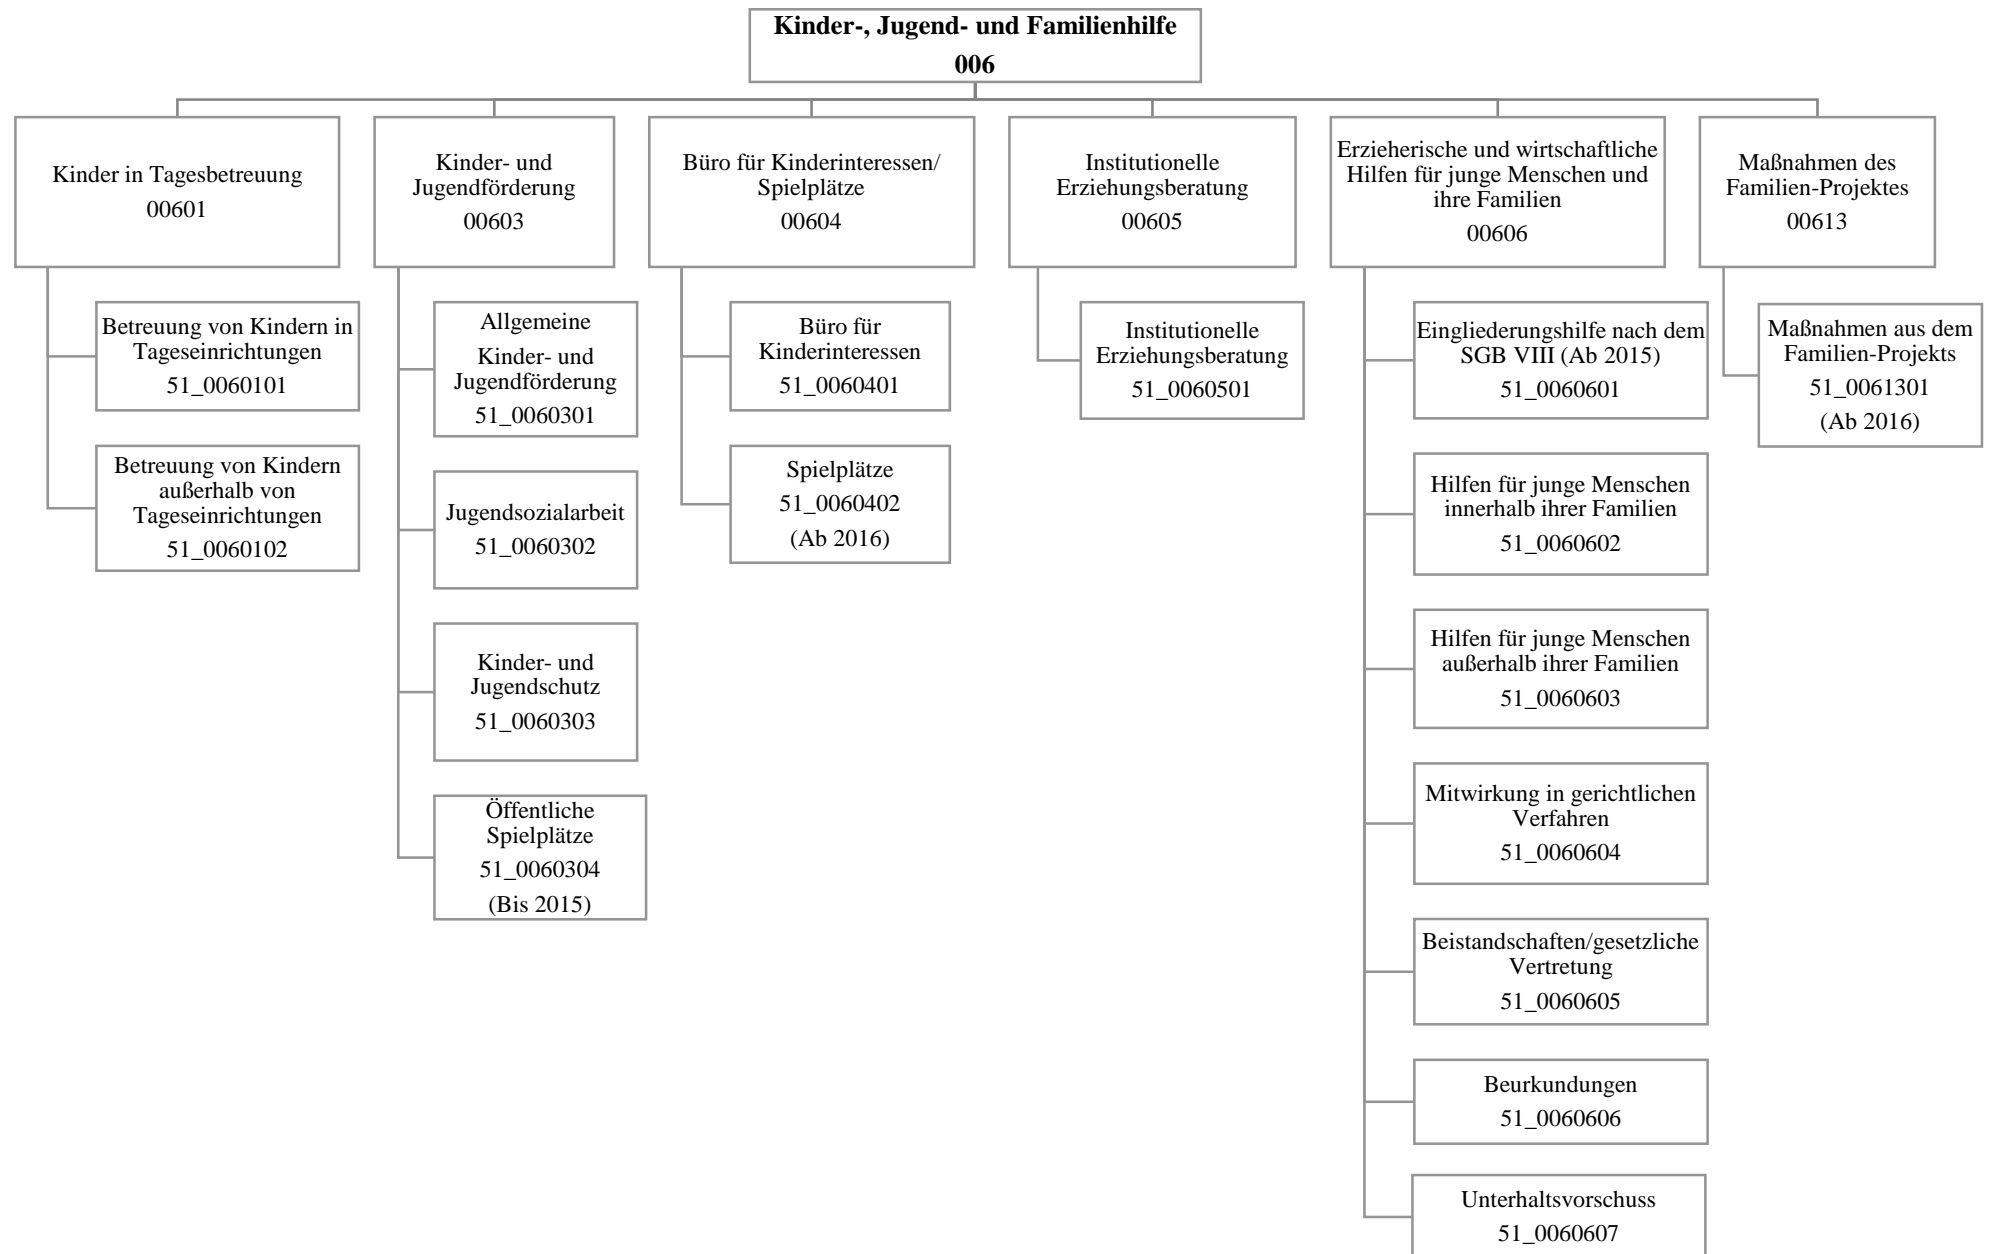 Kinder-, Jugend- und Familienhilfe
006
Kinder in Tagesbetreuung
00601
Betreuung von Kindern in
Tageseinrichtungen
51_0060101
Betreuung von Kindern
außerhalb von
Tageseinrichtungen
51_0060102
Kinder- und
Jugendförderung
00603
Allgemeine
Kinder- und
Jugendförderung
51_0060301
Jugendsozialarbeit
51_0060302
Kinder- und
Jugendschutz
51_0060303
Öffentliche
Spielplätze
51_0060304
(Bis 2015)
Büro für Kinderinteressen/
Spielplätze
00604
Büro für
Kinderinteressen
51_0060401
Spielplätze
51_0060402
(Ab 2016)
Institutionelle
Erziehungsberatung
00605
Institutionelle
Erziehungsberatung
51_0060501
Erzieherische und wirtschaftliche
Hilfen für junge Menschen und
ihre Familien
00606
Eingliederungshilfe nach dem
SGB VIII (Ab 2015)
51_0060601
Hilfen für junge Menschen
innerhalb ihrer Familien
51_0060602
Hilfen für junge Menschen
außerhalb ihrer Familien
51_0060603
Mitwirkung in gerichtlichen
Verfahren
51_0060604
Beistandschaften/gesetzliche
Vertretung
51_0060605
Beurkundungen
51_0060606
Unterhaltsvorschuss
51_0060607
Maßnahmen des
Familien-Projektes
00613
Maßnahmen aus dem
Familien-Projekts
51_0061301
(Ab 2016)